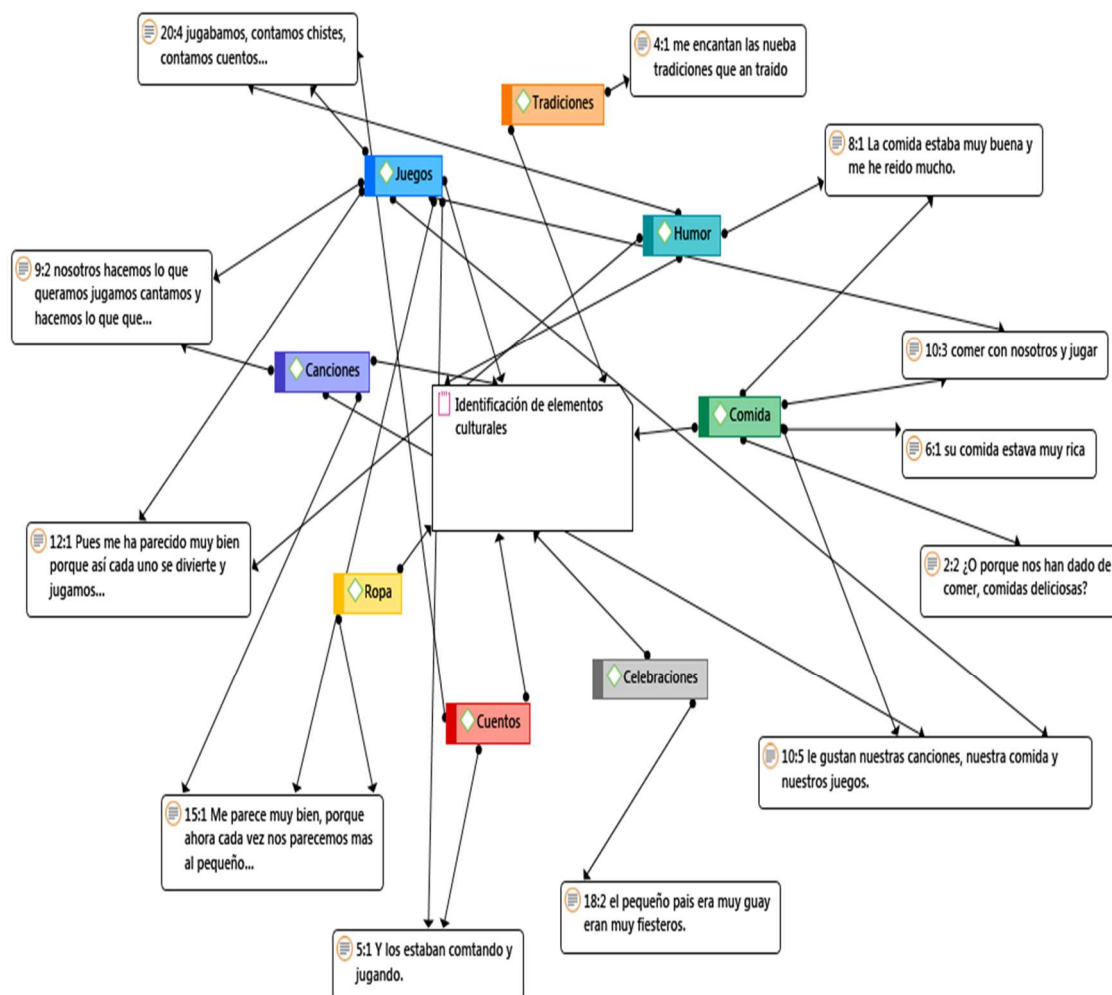 20:4 jugabamos, contamos chistes,
contamos cuentos...
4:1 me encantan las nueba
tradiciones que an traido
Tradiciones
8:1 La comida estaba muy buena y
me he reido mucho.
Juegos
Humor
9:2 nosotros hacemos lo que
queramos jugamos cantamos y
hacemos lo que que...
10:3 comer con nosotros y jugar
Canciones
Identificación de elementos
culturales
Comida
6:1 su comida estava muy rica
12:1 Pues me ha parecido muy bien
porque así cada uno se divierte y
jugamos...
2:2 ¿O porque nos han dado de
comer, comidas deliciosas?
Ropa
Celebraciones
Cuentos
10:5 le gustan nuestras canciones, nuestra comida y
nuestros juegos.
15:1 Me parece muy bien, porque
ahora cada vez nos parecemos mas
al pequeño...
18:2 el pequeño pais era muy guay
eran muy fiesteros.
5:1 Y los estaban comtando y
jugando.